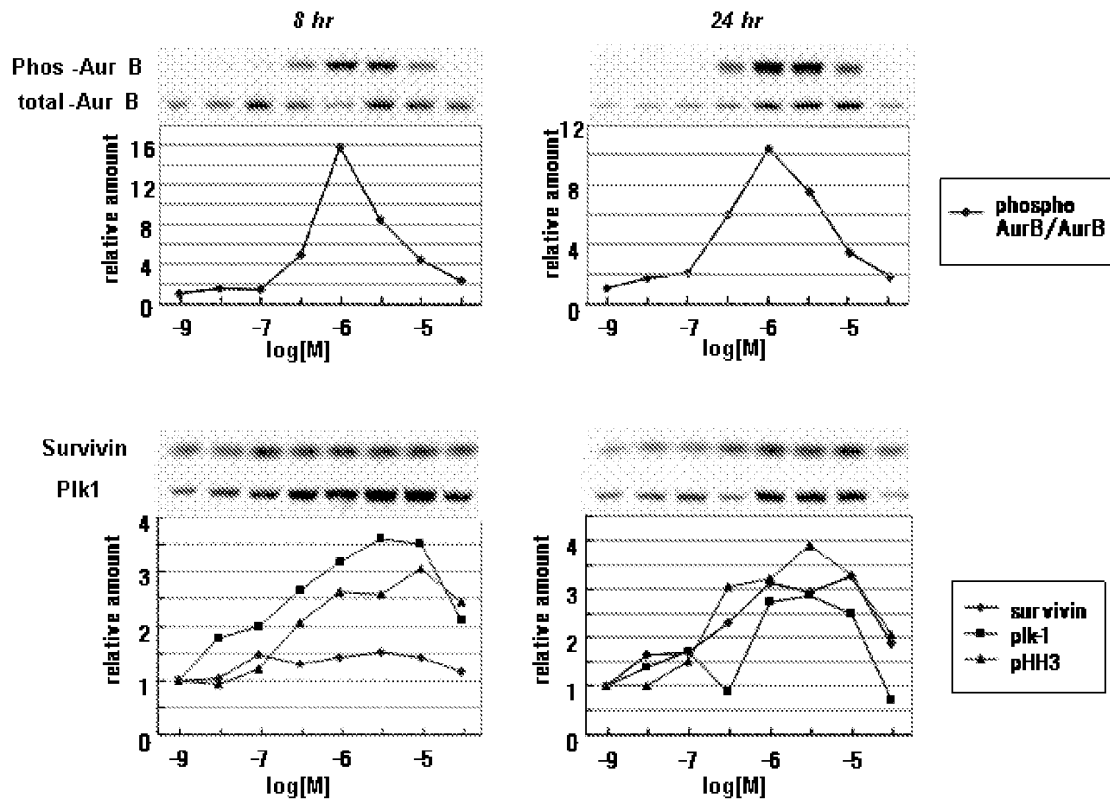 8 hr
24 hr
Phos -Aur B
total -Aur B
relative amount
16
12
8
4
0
-9
-7
-6
-5
log[M]
relative amount
12
8
4
0
-9
-7
-6
-5
log[M]
phospho
AurB/AurB
Survivin
Plk1
relative amount
4
3
2
1
0
-9
-7
-6
-5
log[M]
relative amount
4
3
2
1
0
-9
-7
-6
-5
log[M]
survivin
plk-1
pHH3